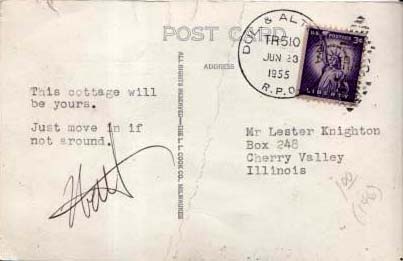 POST CARD
ADDRESS
DUB & ALT
TR510
JUN 23
1955
R.P.O.
U.S. POSTAGE 3¢
LIBERTY
This cottage will
be yours.
Just move in if
not around.
ALL RIGHTS RESERVED—THE L. L. COOK CO., MILWAUKEE
Mr Lester Knighton
Box 248
Cherry Valley
Illinois
100